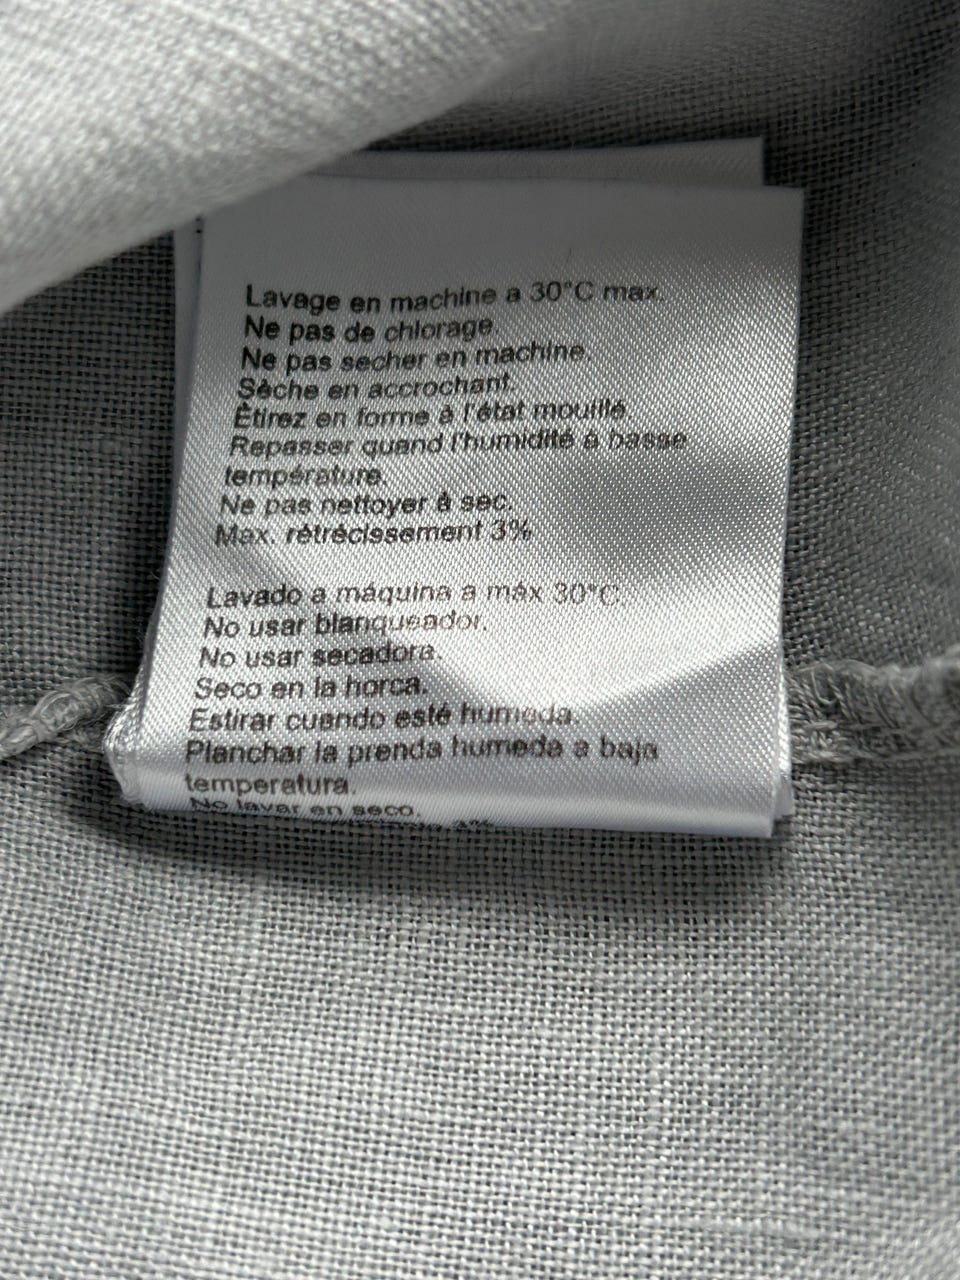 Lavage en machine a 30°C max.
Ne pas de chlorage.
Ne pas secher en machine.
Sèche en accrochant.
Étirez en forme à l'état mouillé.
Repasser quand l'humidité à basse
température.
Ne pas nettoyer à sec.
Max. rétrécissement 3%
Lavado a máquina a máx 30°C.
No usar blanqueador.
No usar secadora.
Seco en la horca.
Estirar cuando esté humeda.
Planchar la prenda humeda a baja
temperatura.
No lavar en seco.
3%